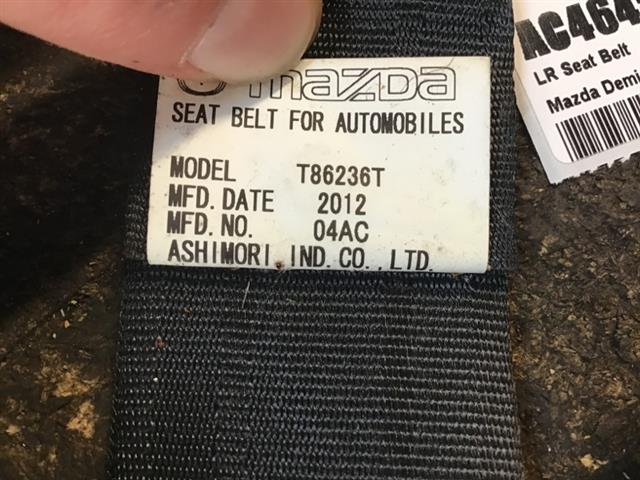 mazda
SEAT BELT FOR AUTOMOBILES
MODEL T86236T
MFD. DATE 2012
MFD. NO. 04AC
ASHIMORI IND. CO., LTD.
AC464
LR Seat Belt
Mazda Demi